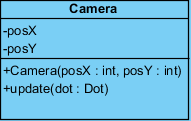 Camera
-posX
-posY
+Camera(posX : int, posY : int)
+update(dot : Dot)